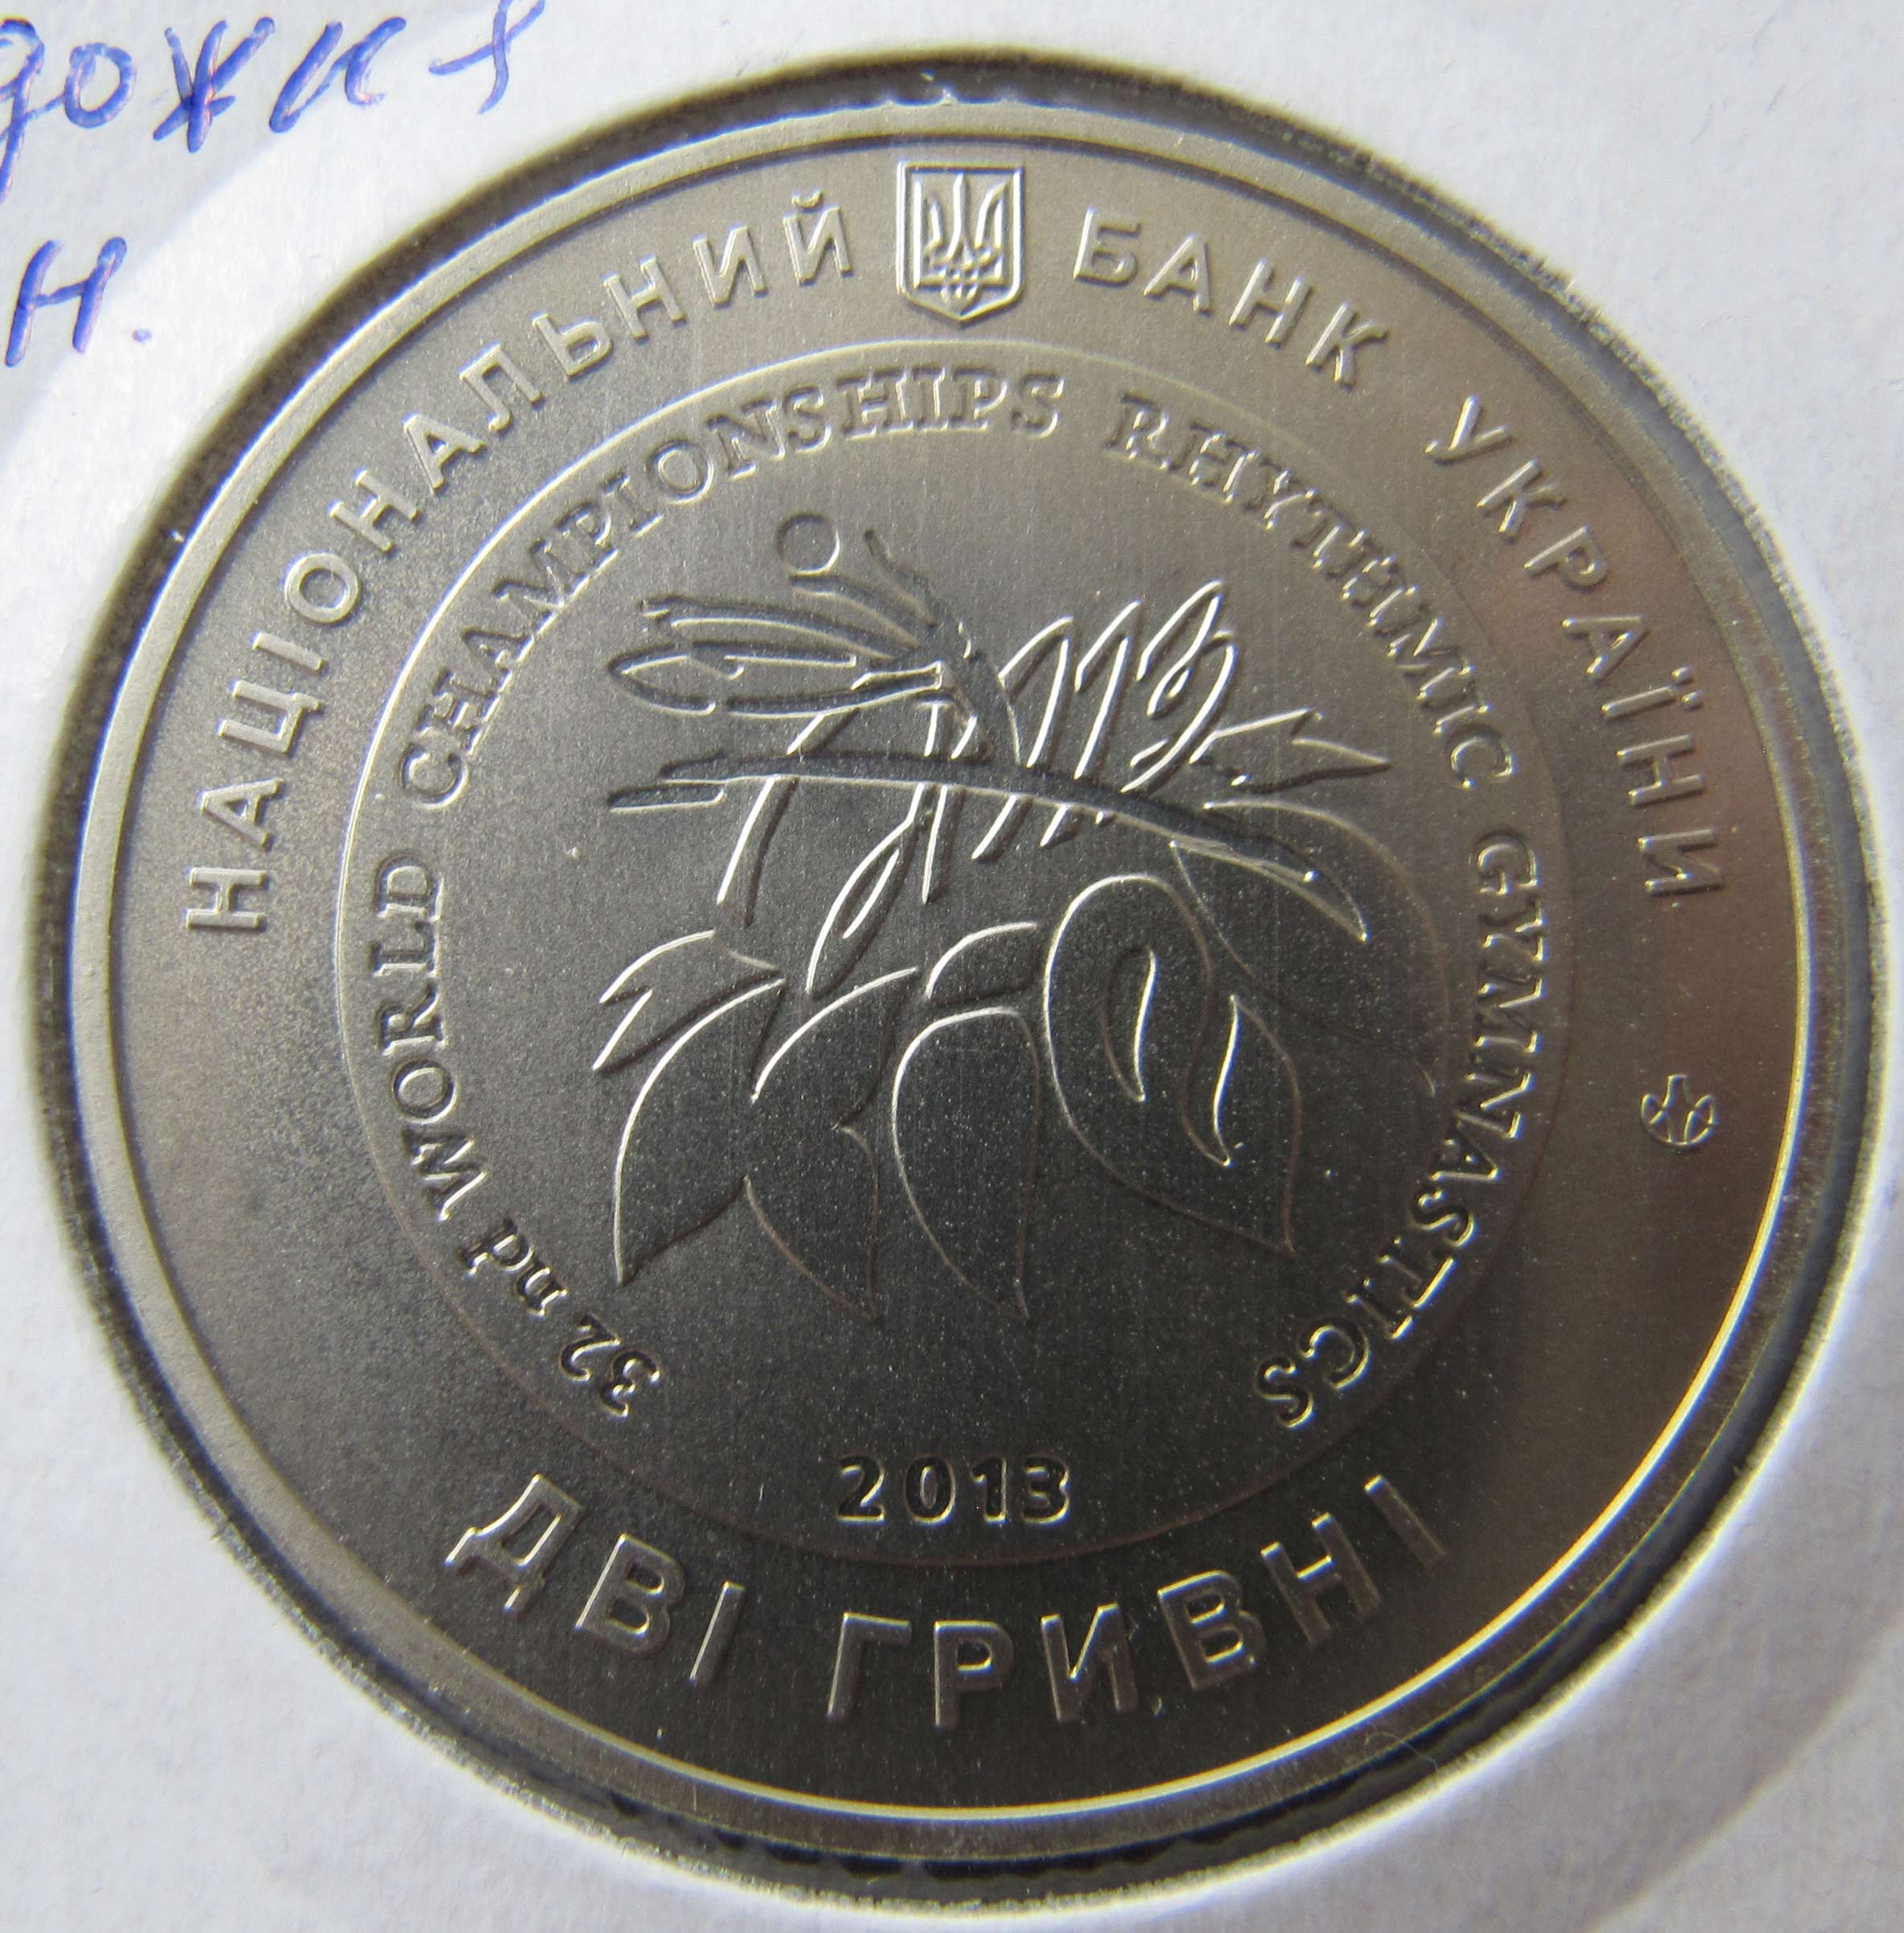 НАЦІОНАЛЬНИЙ БАНК УКРАЇНИ
32 nd WORLD CHAMPIONSHIPS RHYTHMIC GYMNASTICS
2013
ДВІ ГРИВНІ